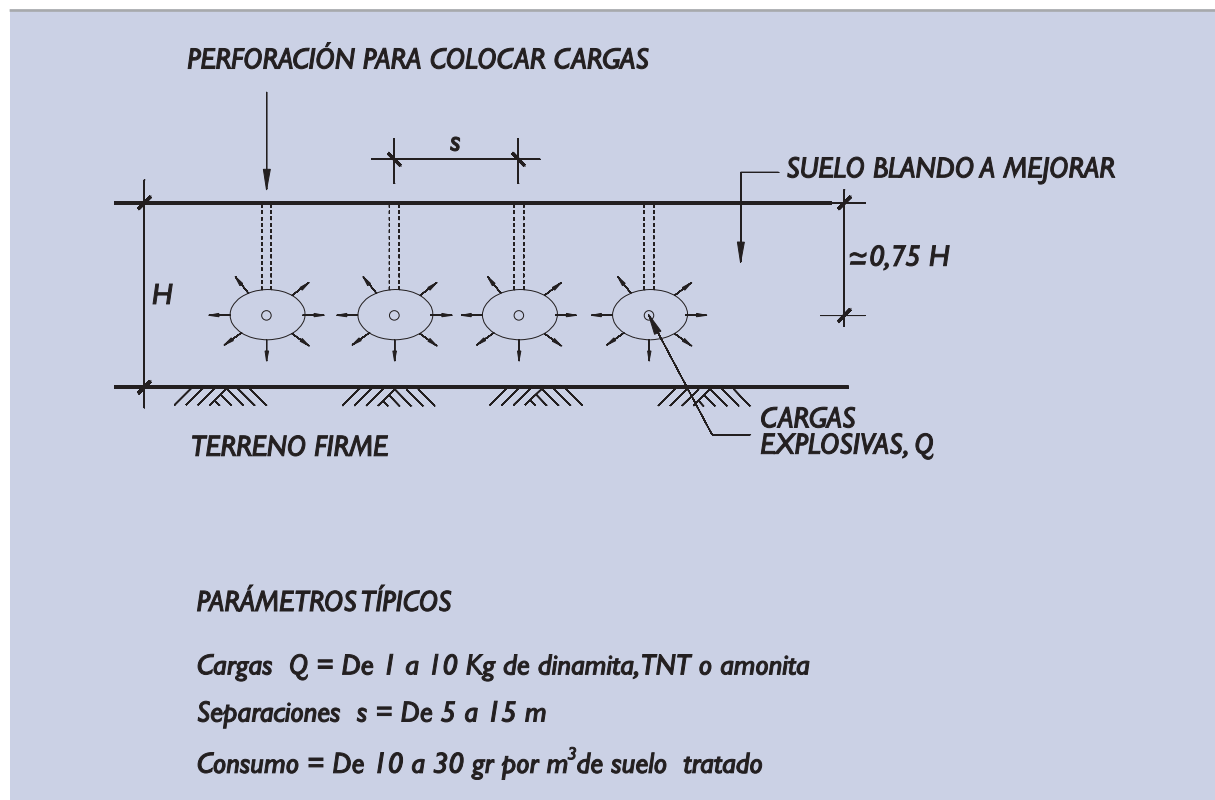 PERFORACIÓN PARA COLOCAR CARGAS
s
SUELO BLANDO A MEJORAR
≃0,75 H
H
CARGAS
EXPLOSIVAS, Q
TERRENO FIRME
PARÁMETROS TÍPICOS
Cargas Q = De 1 a 10 Kg de dinamita, TNT o amonita
Separaciones s = De 5 a 15 m
Consumo = De 10 a 30 gr por m³ de suelo tratado